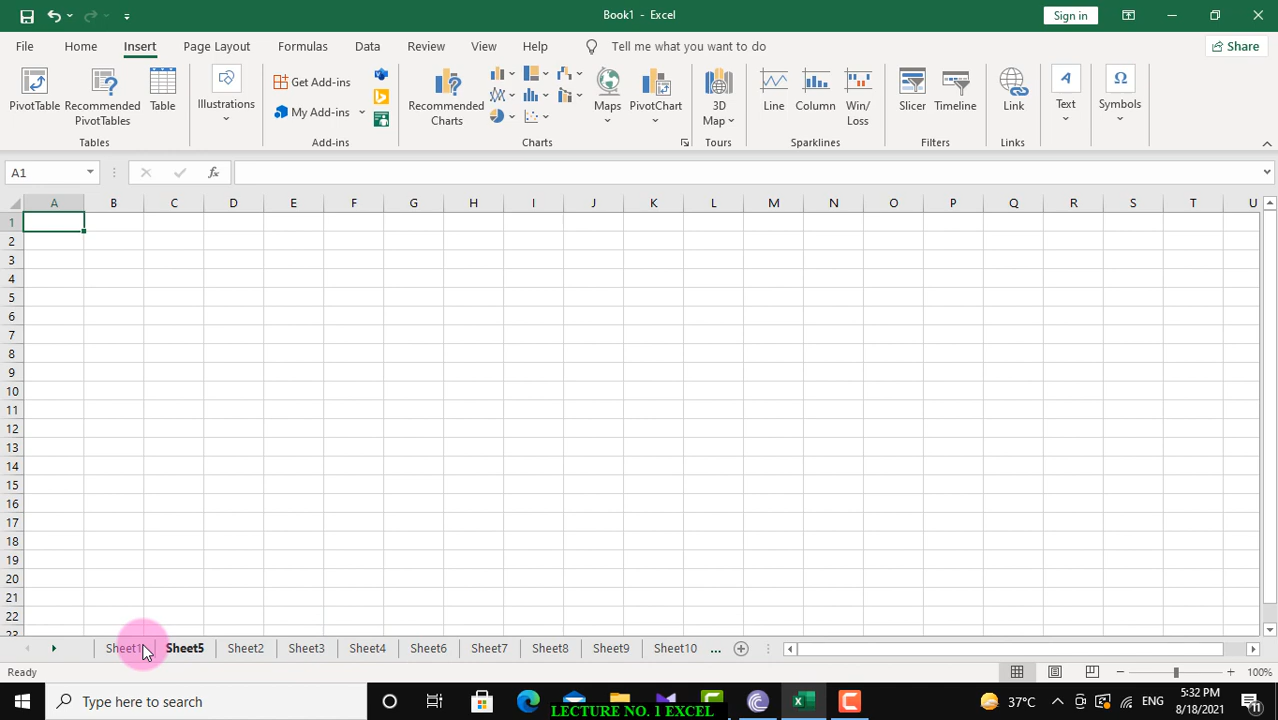 Book1 - Excel
Sign in
File Home Insert Page Layout Formulas Data Review View Help Tell me what you want to do Share
PivotTable Recommended PivotTables Table
Tables
Illustrations
Get Add-ins
My Add-ins
Add-ins
Recommended Charts
Maps PivotChart
Charts
3D Map
Tours
Line Column Win/Loss
Sparklines
Slicer Timeline
Filters
Link
Links
Text
Symbols
A1
fx
A B C D E F G H I J K L M N O P Q R S T U
1
2
3
4
5
6
7
8
9
10
11
12
13
14
15
16
17
18
19
20
21
22
23
Sheet1 Sheet5 Sheet2 Sheet3 Sheet4 Sheet6 Sheet7 Sheet8 Sheet9 Sheet10 ...
Ready
100%
Type here to search
37°C
ENG
5:32 PM
8/18/2021
11
LECTURE NO. 1 EXCEL